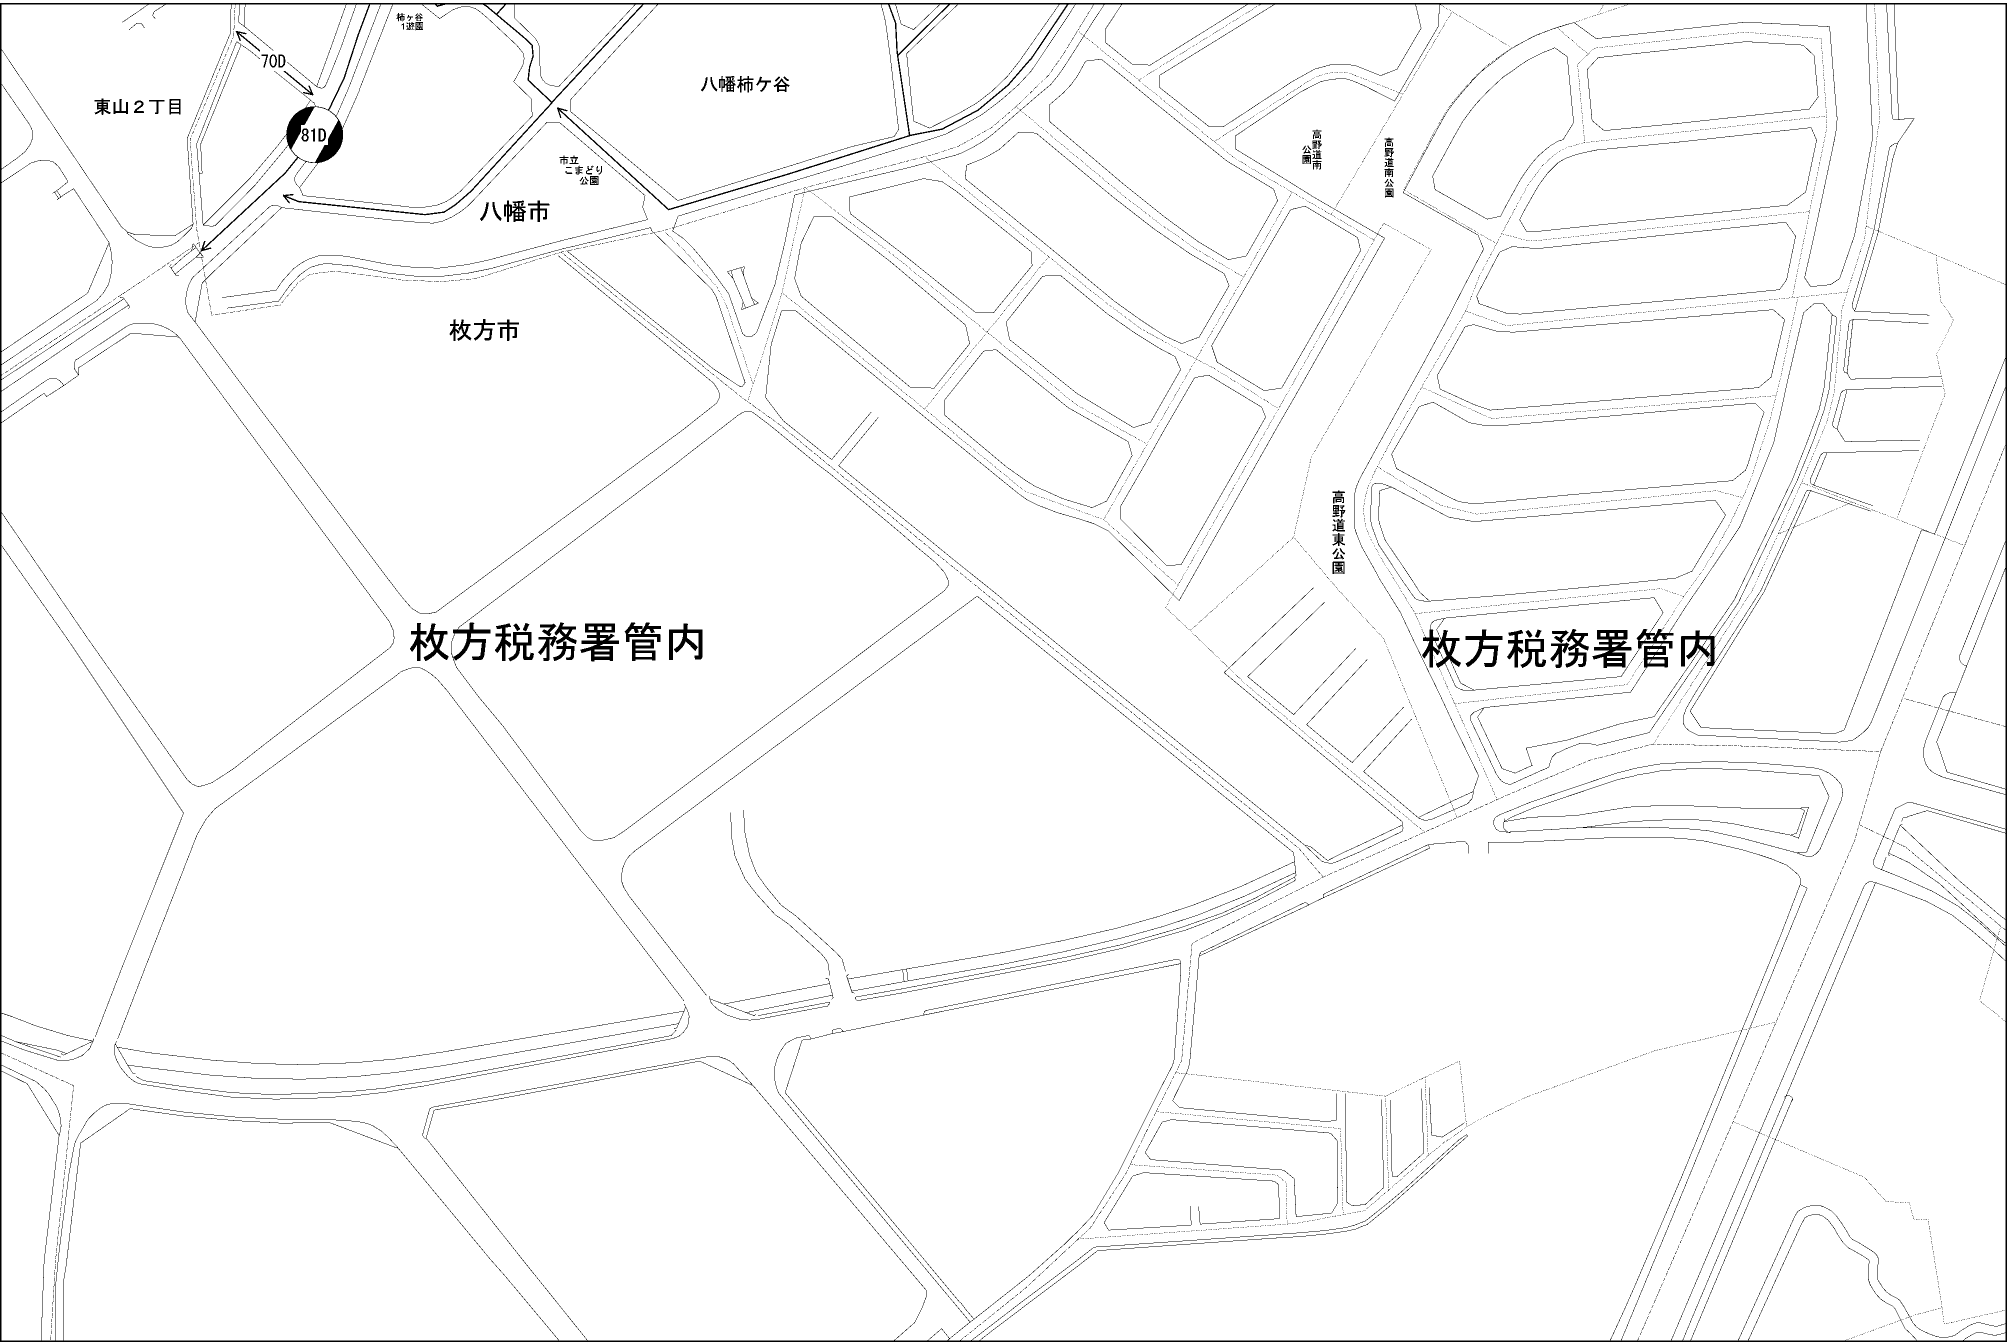 柿ヶ谷
1遊園
70D
八幡柿ケ谷
東山２丁目
81D
高野道南
公園
高野道南公園
市立
こまどり
公園
八幡市
枚方市
高野道東公園
枚方税務署管内
枚方税務署管内